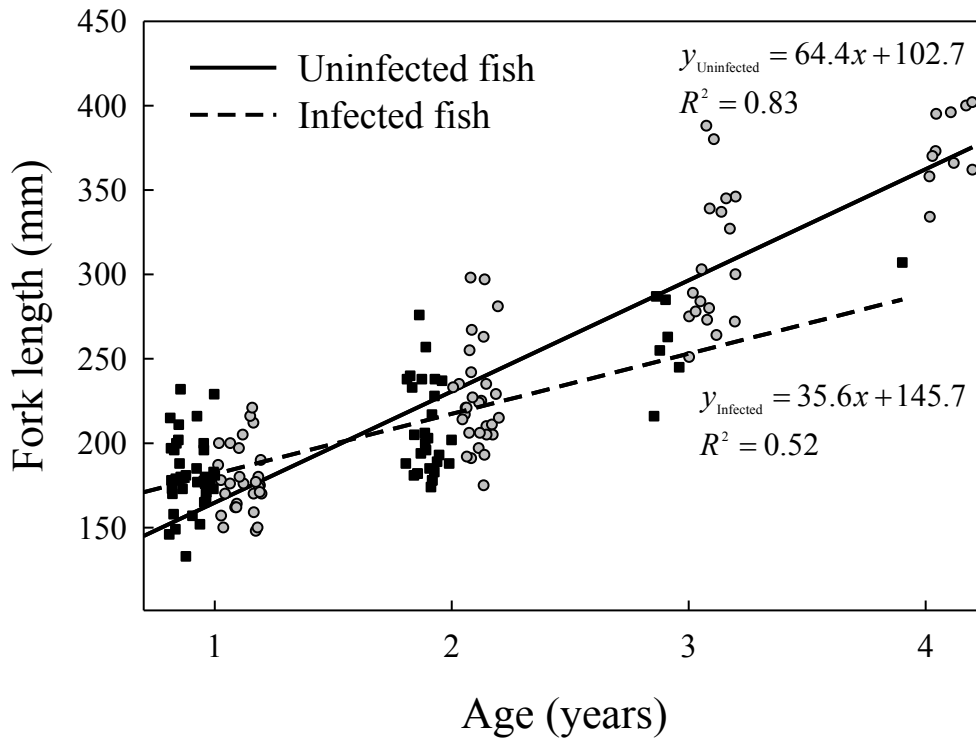 450
400
350
300
250
200
150
Fork length (mm)
Uninfected fish
Infected fish
y_Uninfected = 64.4x+102.7
R² = 0.83
y_Infected = 35.6x+145.7
R² = 0.52
1 2 3 4
Age (years)